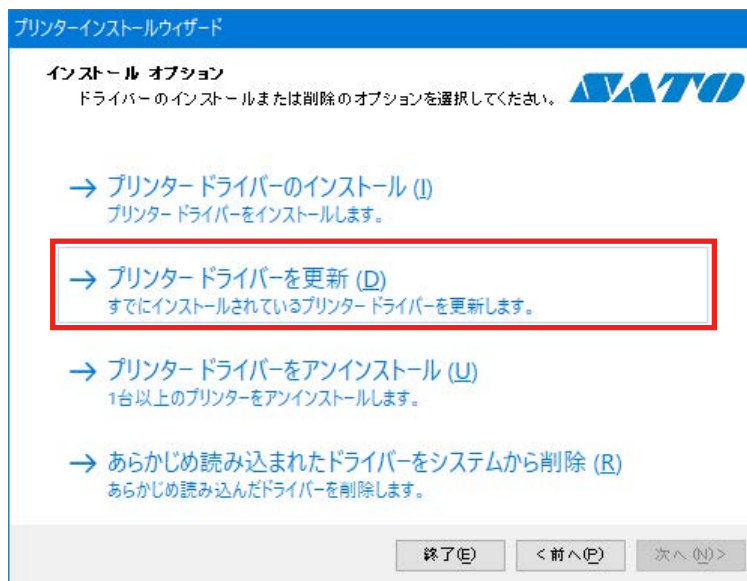 プリンターインストールウィザード
インストール オプション
ドライバーのインストールまたは削除のオプションを選択してください。
SATO
→ プリンター ドライバーのインストール (I)
プリンター ドライバーをインストールします。
→ プリンター ドライバーを更新 (D)
すでにインストールされているプリンター ドライバーを更新します。
→ プリンター ドライバーをアンインストール (U)
1台以上のプリンターをアンインストールします。
→ あらかじめ読み込まれたドライバーをシステムから削除 (R)
あらかじめ読み込んだドライバーを削除します。
終了(E) <前へ(P) 次へ(N)>